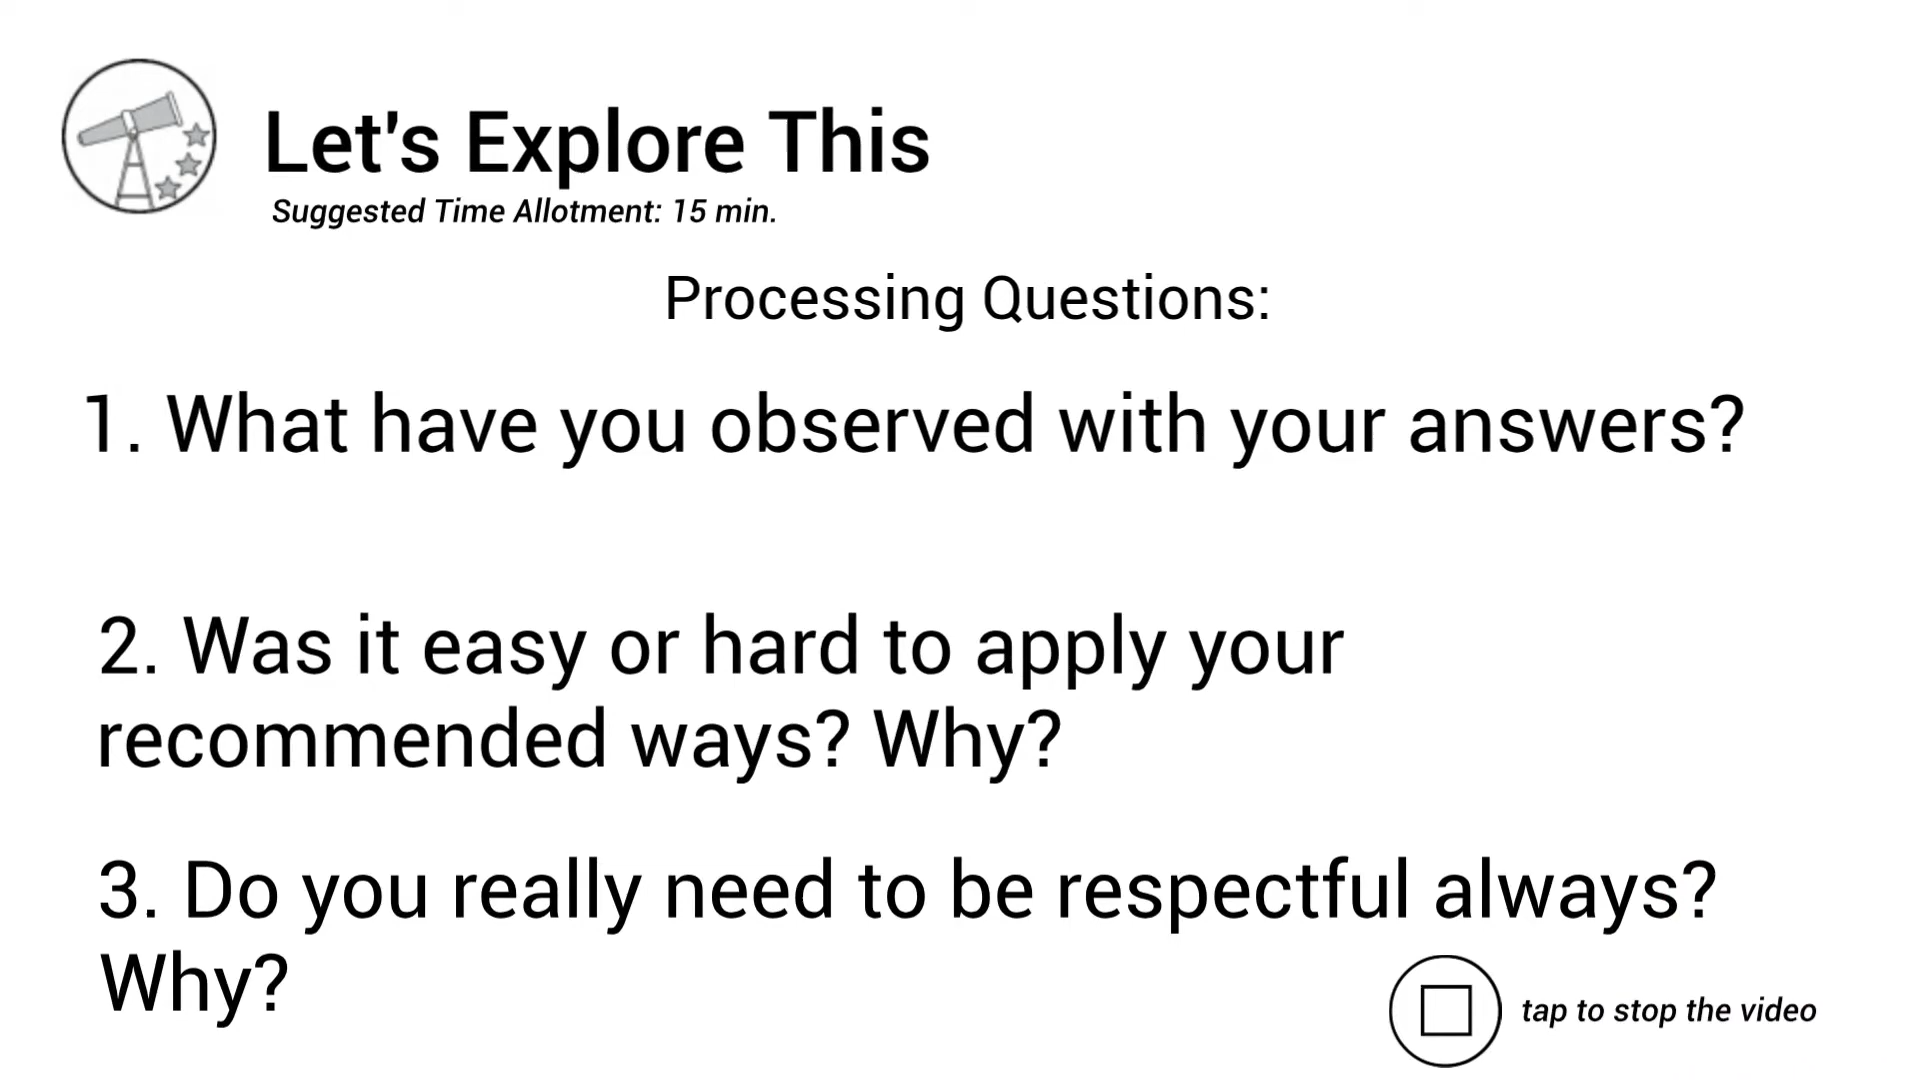 Let's Explore This
Suggested Time Allotment: 15 min.
Processing Questions:
1. What have you observed with your answers?
2. Was it easy or hard to apply your
recommended ways? Why?
3. Do you really need to be respectful always?
Why?
tap to stop the video